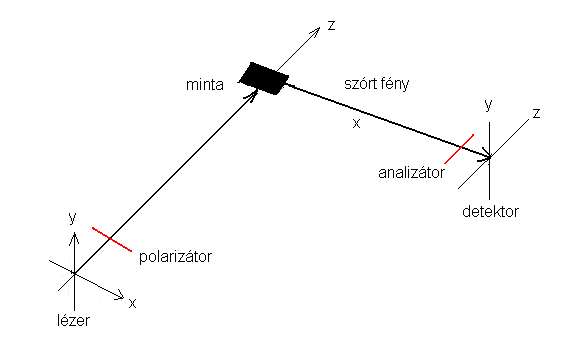 z
minta
szórt fény
x
y
z
analizátor
detektor
y
polarizátor
x
lézer